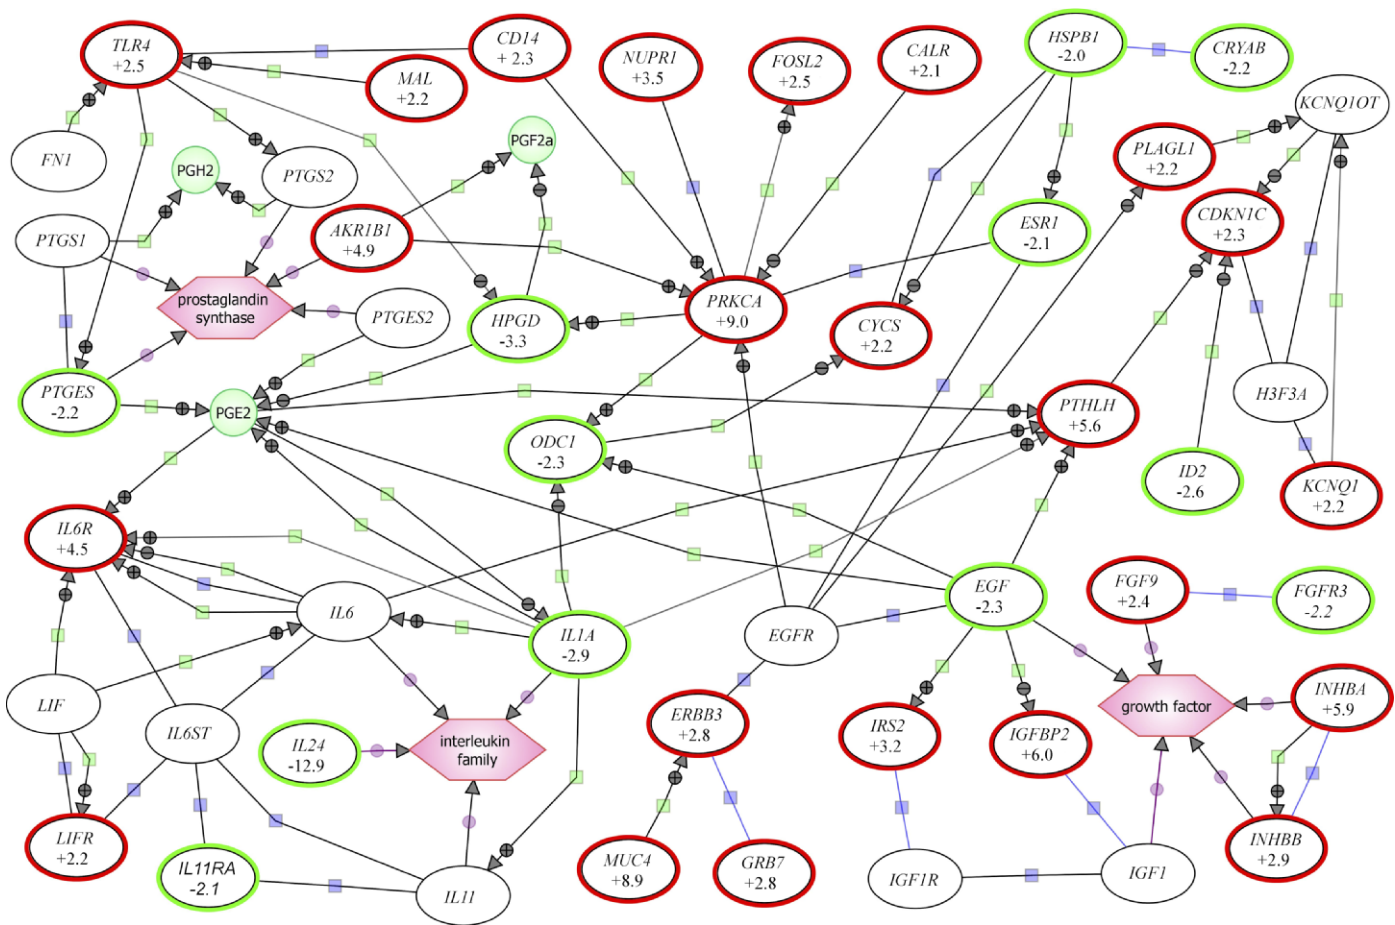 TLR4
+2.5
CD14
+ 2.3
MAL
+2.2
NUPR1
+3.5
FOSL2
+2.5
CALR
+2.1
HSPB1
-2.0
CRYAB
-2.2
KCNQ1OT
FN1
PGH2
PTGS2
PGF2a
PLAGL1
+2.2
PTGS1
AKR1B1
+4.9
ESR1
-2.1
CDKN1C
+2.3
prostaglandin
synthase
PTGES2
HPGD
-3.3
PRKCA
+9.0
CYCS
+2.2
PTGES
-2.2
PGE2
ODC1
-2.3
PTHLH
+5.6
H3F3A
ID2
-2.6
KCNQ1
+2.2
IL6R
+4.5
IL6
IL1A
-2.9
EGFR
EGF
-2.3
FGF9
+2.4
FGFR3
-2.2
LIF
IL6ST
IL24
-12.9
interleukin
family
ERBB3
+2.8
IRS2
+3.2
IGFBP2
+6.0
growth factor
INHBA
+5.9
LIFR
+2.2
IL11RA
-2.1
IL11
MUC4
+8.9
GRB7
+2.8
IGF1R
IGF1
INHBB
+2.9